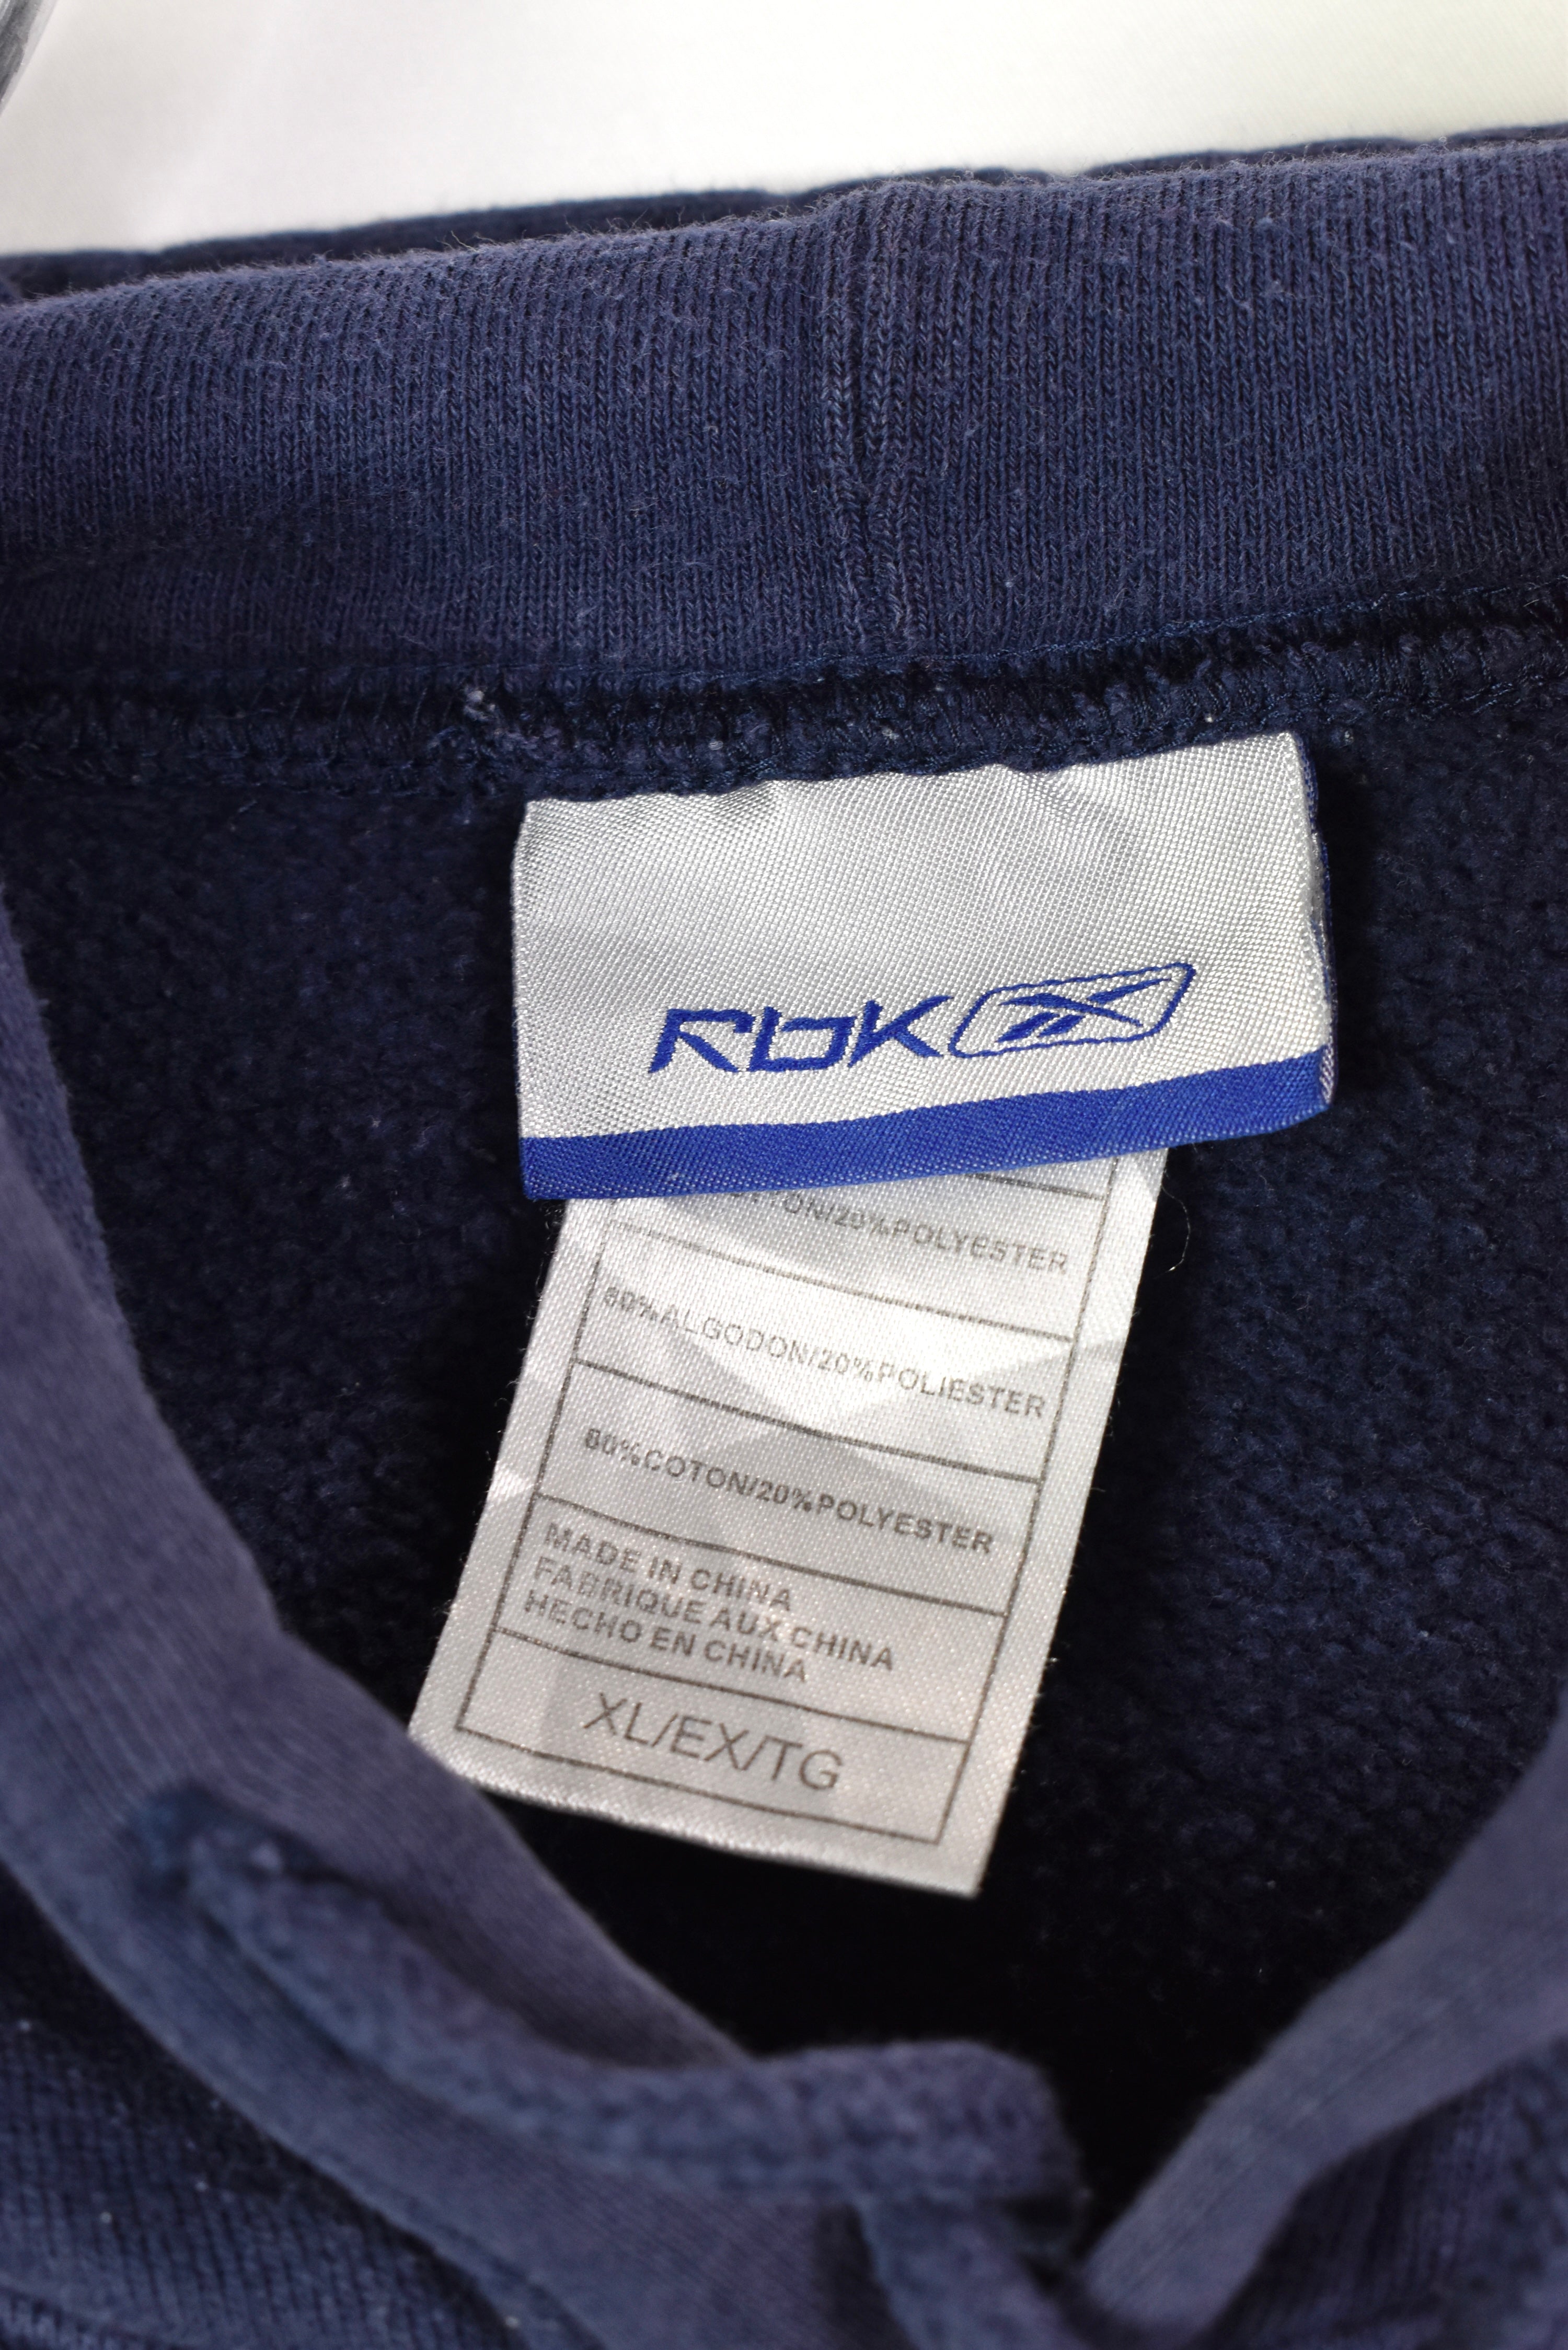 RbK
ON/20%POLYESTER
80%ALGODON/20%POLIESTER
80%COTON/20%POLYESTER
MADE IN CHINA
FABRIQUE AUX CHINA
HECHO EN CHINA
XL/EX/TG